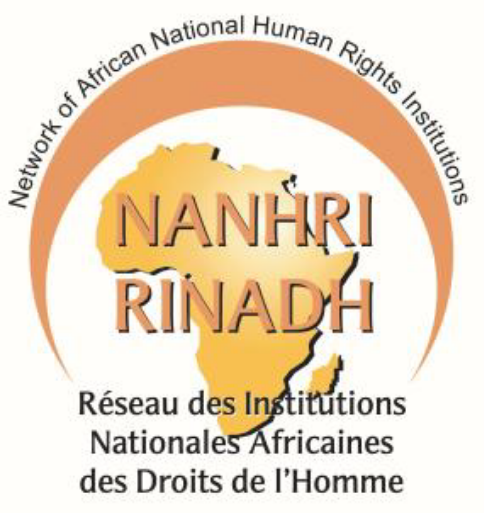 Network of African National Human Rights Institutions
NANHRI
RINADH
Réseau des Institutions
Nationales Africaines
des Droits de l'Homme